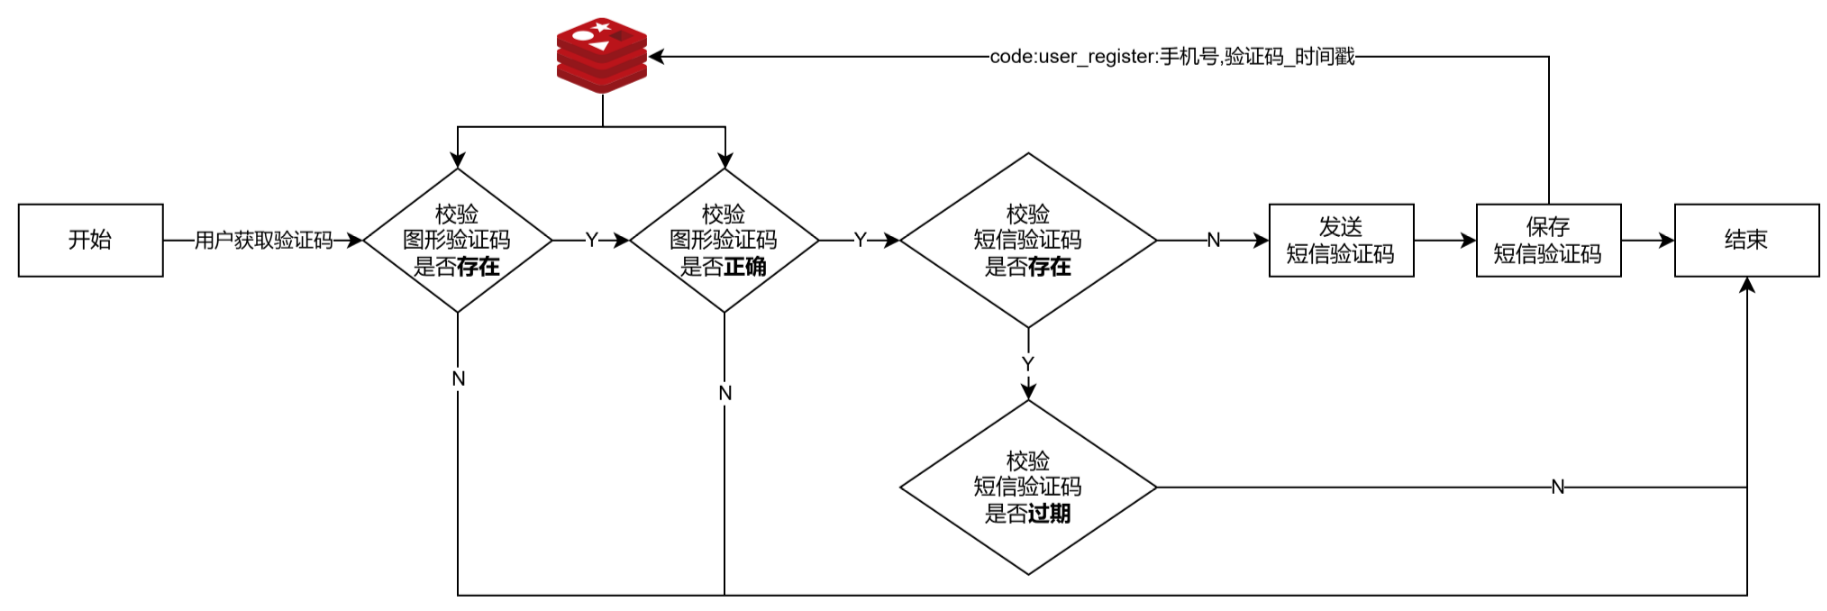 code:user_register:手机号,验证码_时间戳
开始
用户获取验证码
校验
图形验证码
是否存在
Y
校验
图形验证码
是否正确
Y
校验
短信验证码
是否存在
N
发送
短信验证码
保存
短信验证码
结束
N
N
Y
校验
短信验证码
是否过期
N